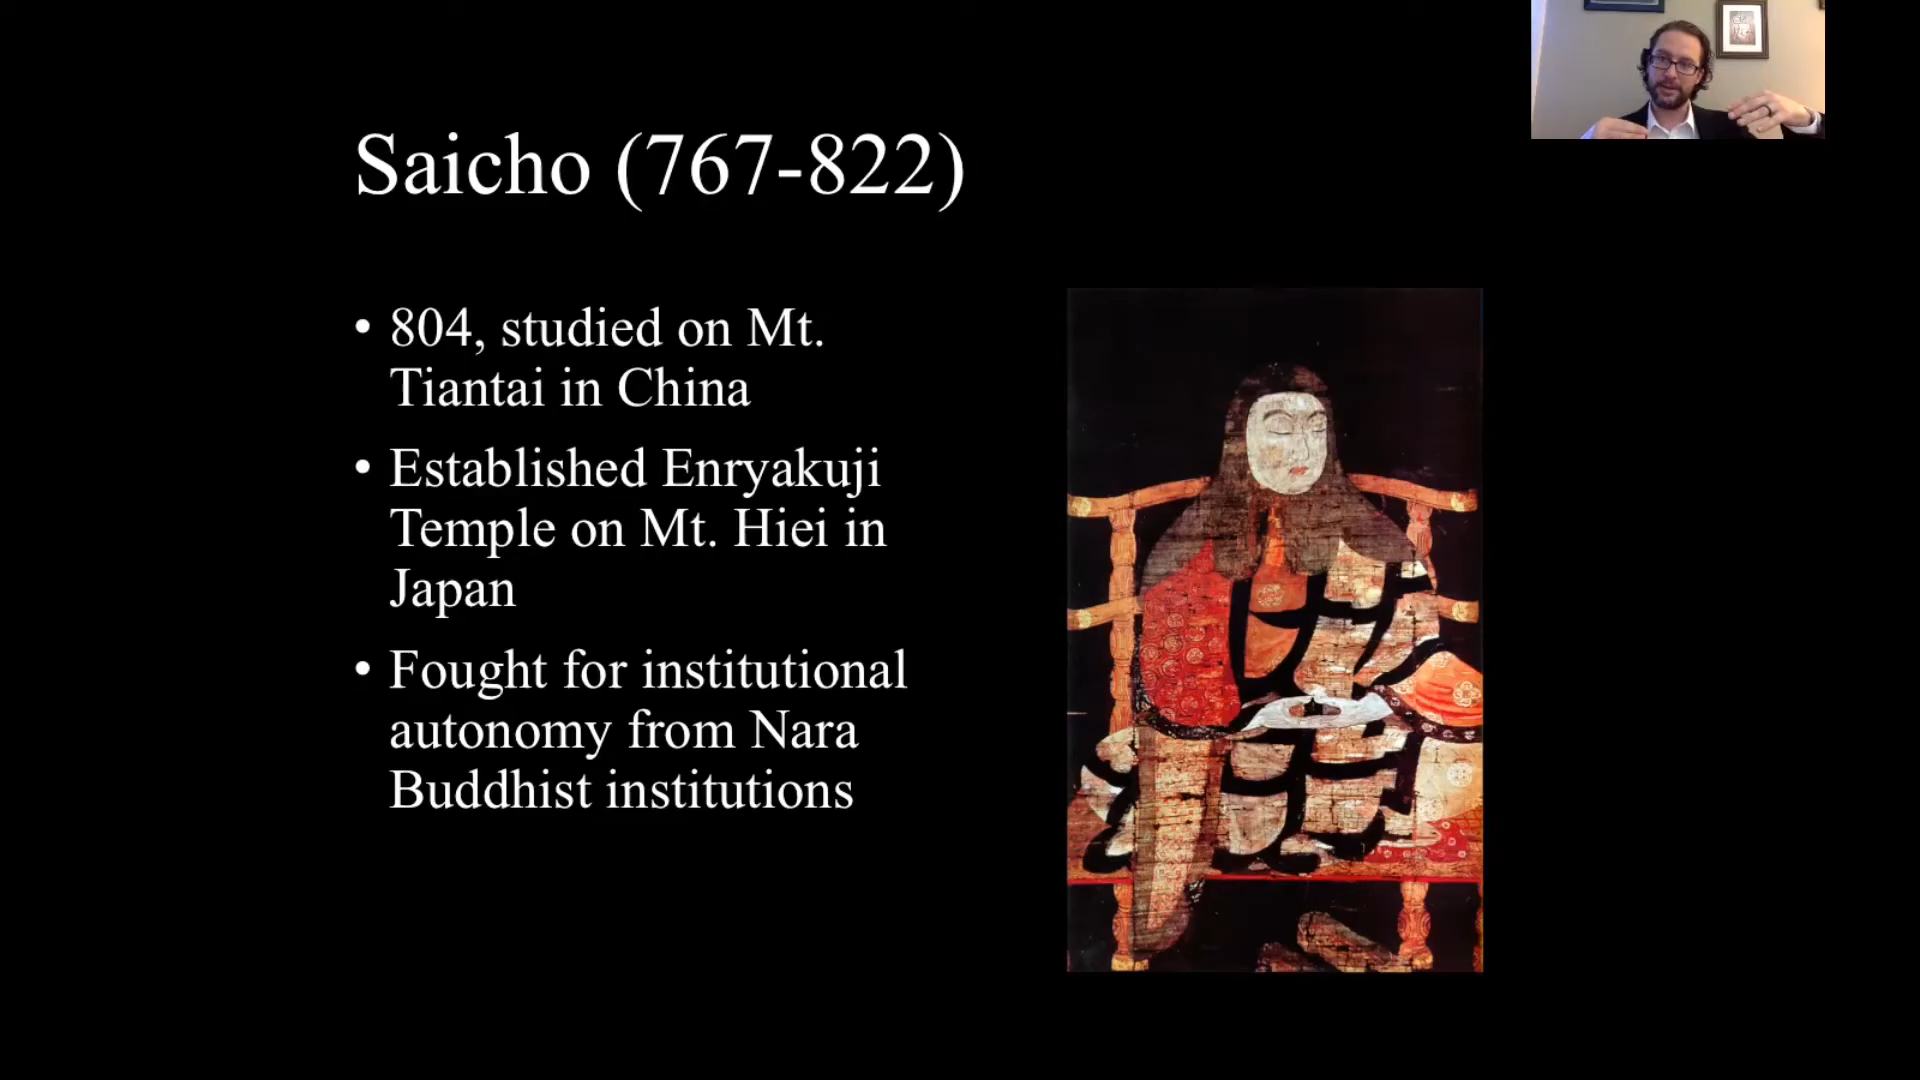 Saicho (767-822)
• 804, studied on Mt.
Tiantai in China
• Established Enryakuji
Temple on Mt. Hiei in
Japan
• Fought for institutional
autonomy from Nara
Buddhist institutions